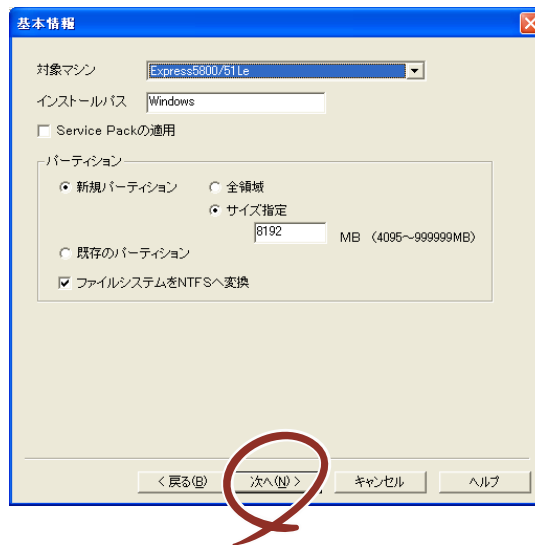 基本情報
対象マシン Express5800/51Le
インストールパス Windows
Service Packの適用
パーティション
新規パーティション 全領域
サイズ指定
8192 MB (4095～999999MB)
既存のパーティション
ファイルシステムをNTFSへ変換
< 戻る(B) 次へ(N) > キャンセル ヘルプ